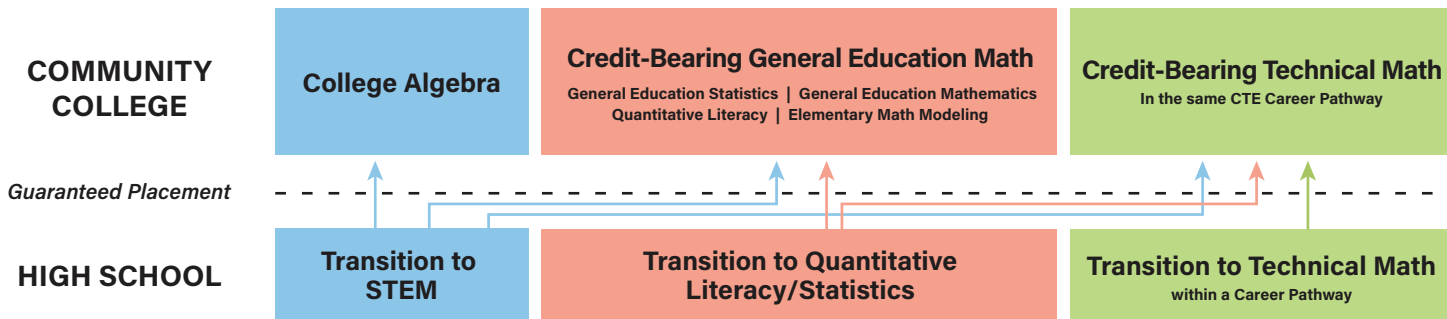 COMMUNITY
COLLEGE
College Algebra
Credit-Bearing General Education Math
General Education Statistics | General Education Mathematics
Quantitative Literacy | Elementary Math Modeling
Credit-Bearing Technical Math
In the same CTE Career Pathway
Guaranteed Placement
HIGH SCHOOL
Transition to
STEM
Transition to Quantitative
Literacy/Statistics
Transition to Technical Math
within a Career Pathway